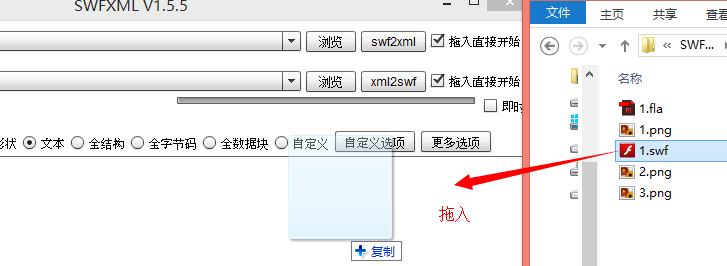 SWFXML V1.5.5
浏览 swf2xml 拖入直接开始
浏览 xml2swf 拖入直接开始
即时
形状 文本 全结构 全字节码 全数据块 自定义 自定义选项 更多选项
复制
拖入
文件 主页 共享 查看
SWF...
名称
1.fla
1.png
1.swf
2.png
3.png